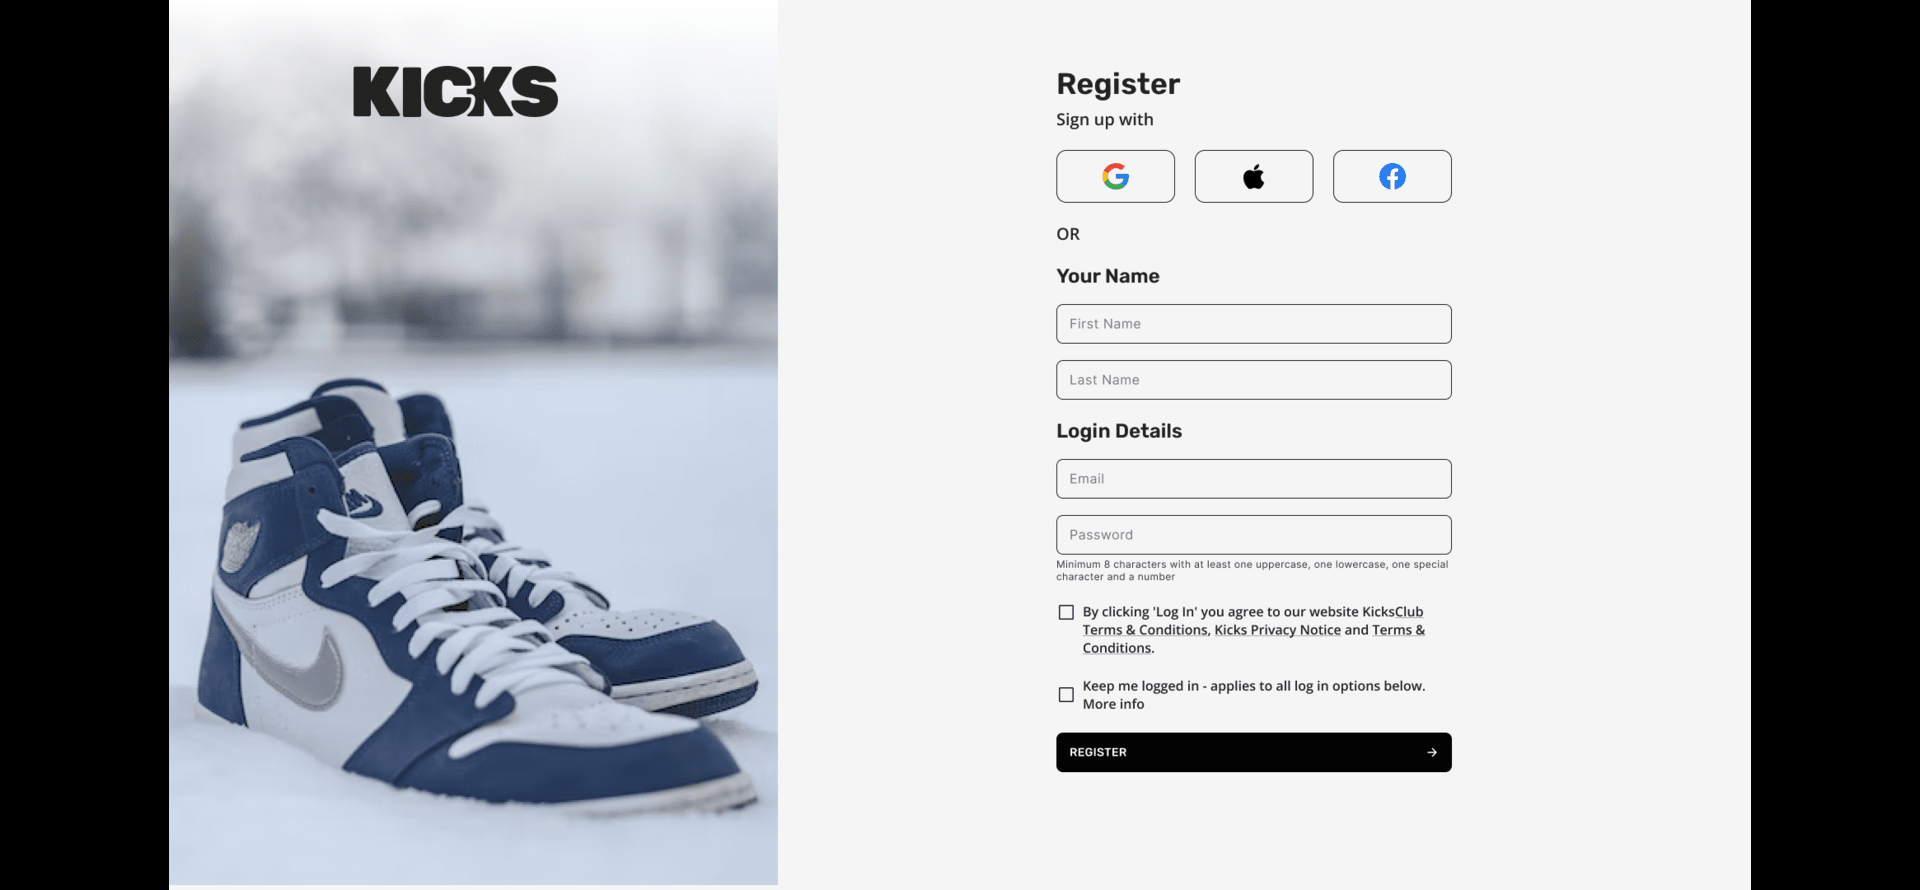 KICKS
Register
Sign up with
OR
Your Name
First Name
Last Name
Login Details
Email
Password
Minimum 8 characters with at least one uppercase, one lowercase, one special
character and a number
By clicking 'Log In' you agree to our website KicksClub
Terms & Conditions, Kicks Privacy Notice and Terms &
Conditions.
Keep me logged in - applies to all log in options below.
More info
REGISTER